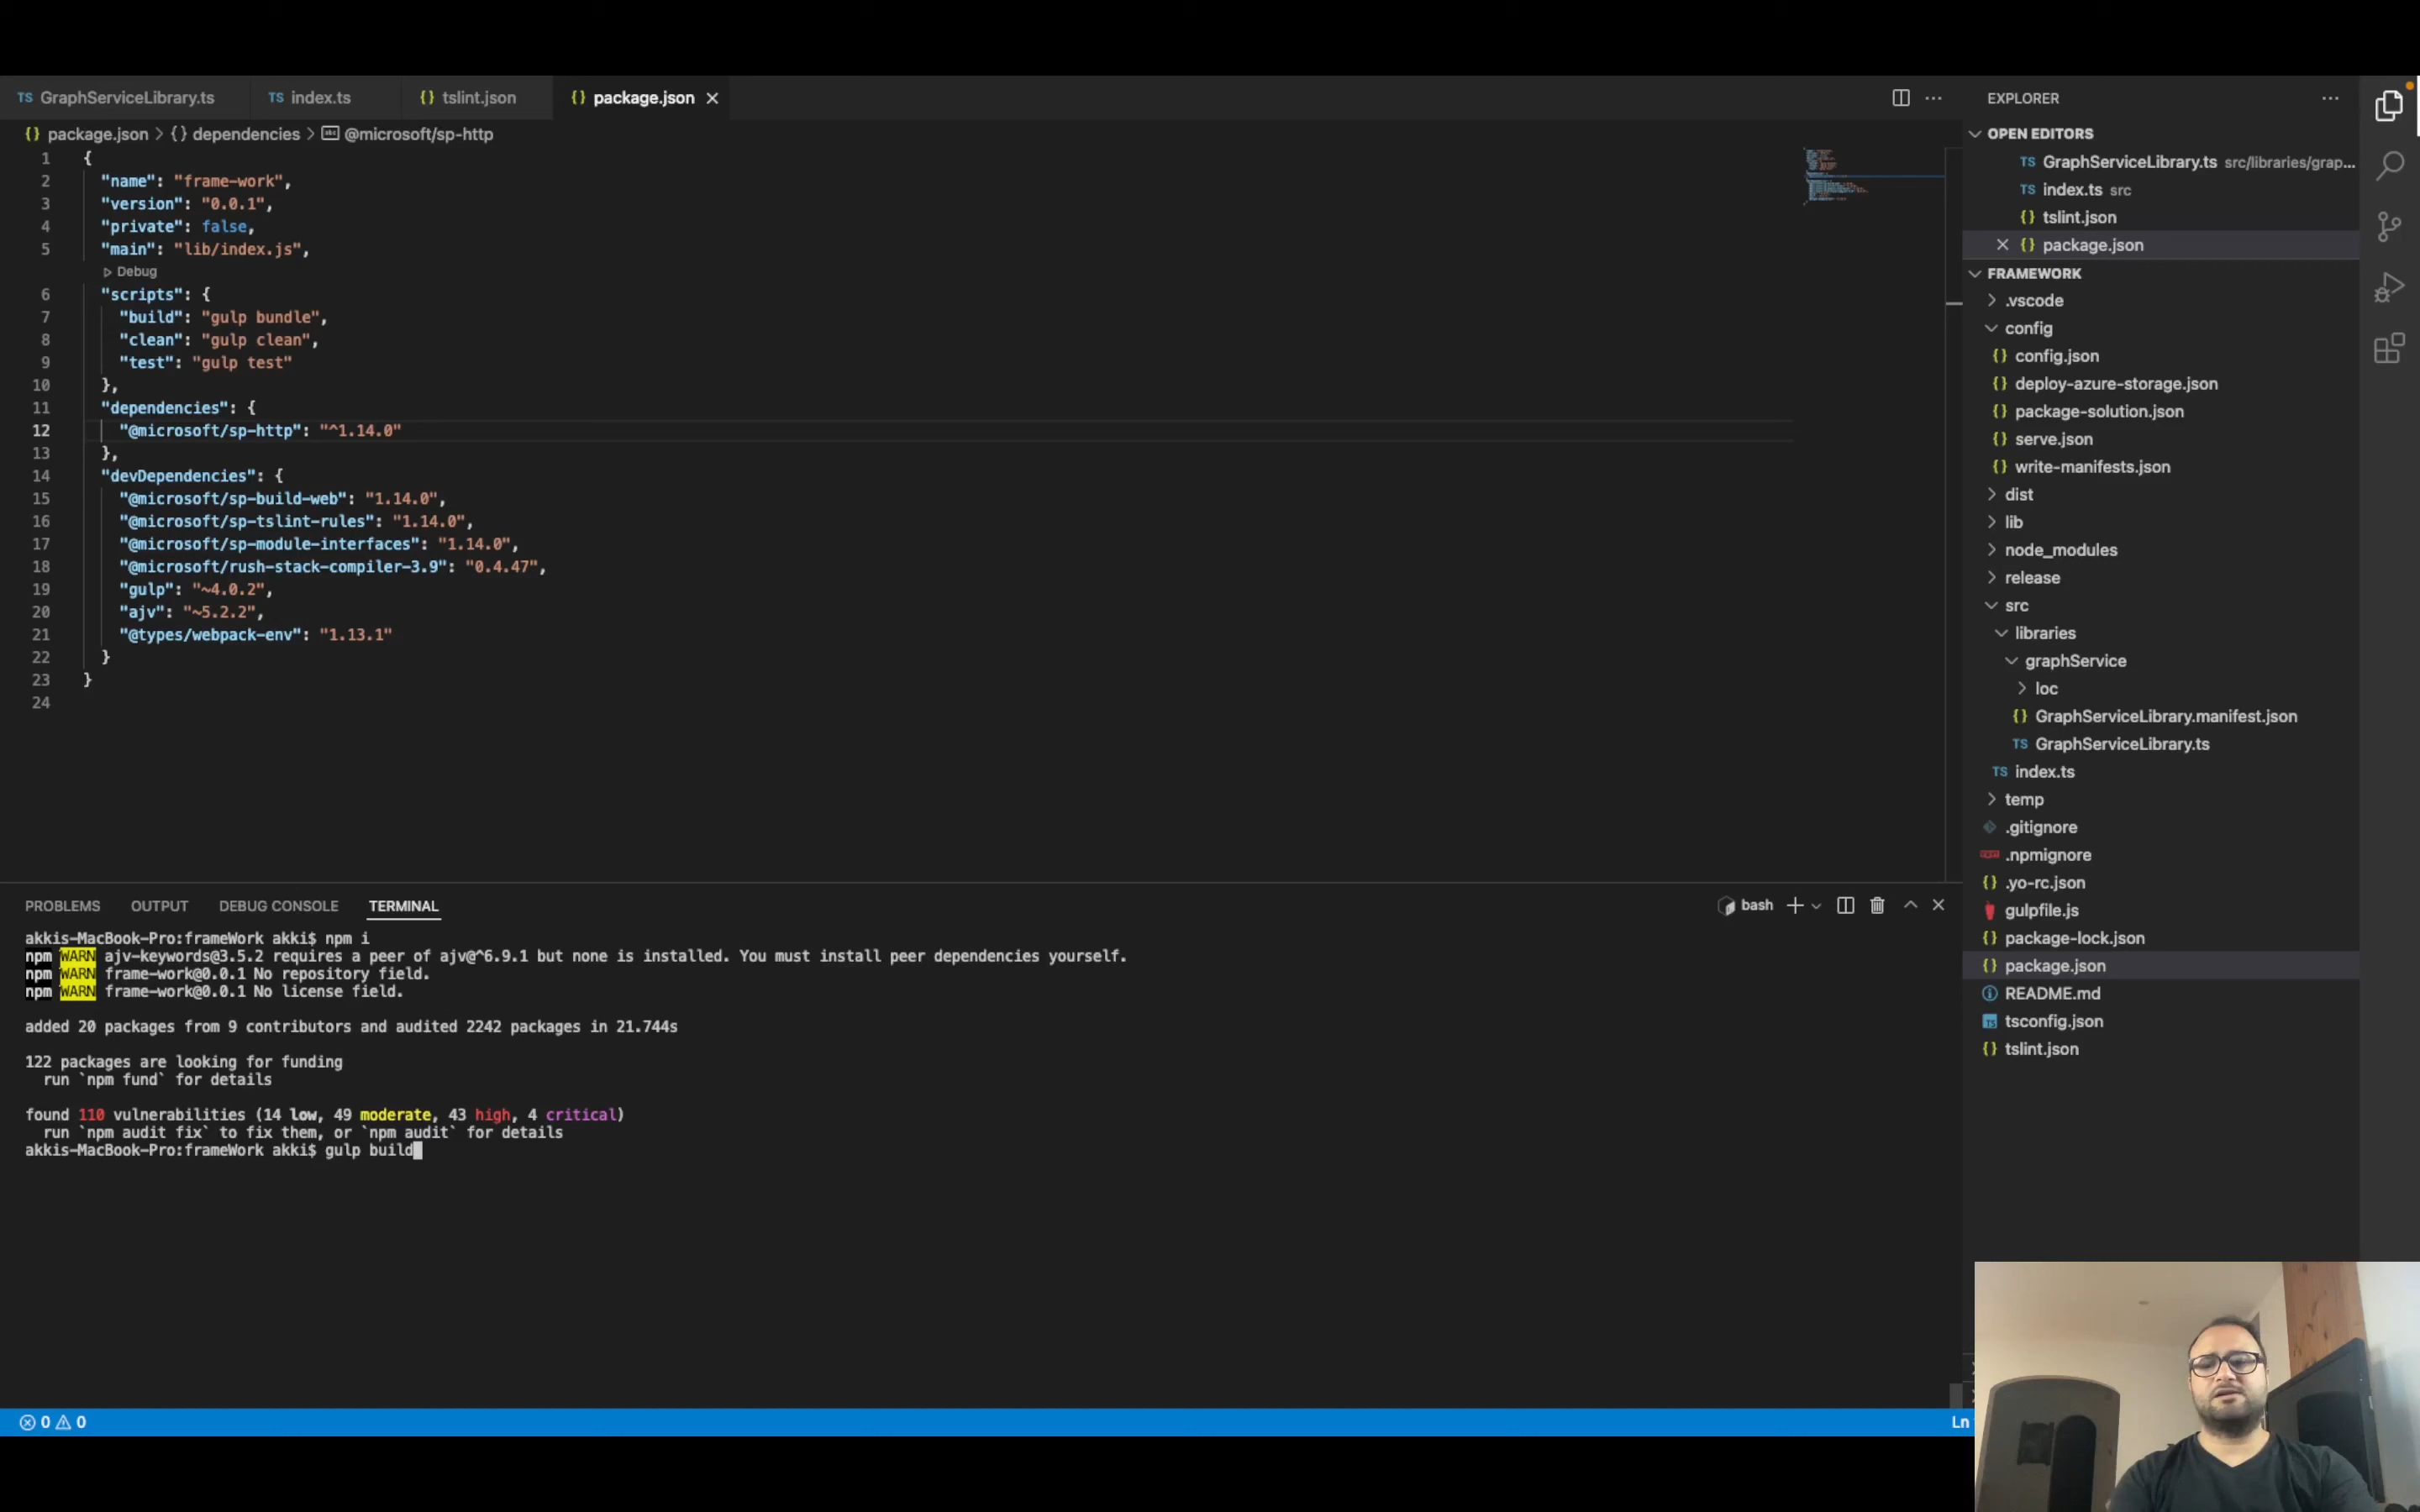 GraphServiceLibrary.ts
index.ts
tslint.json
package.json
package.json > {} dependencies > @microsoft/sp-http
1 {
2 "name": "frame-work",
3 "version": "0.0.1",
4 "private": false,
5 "main": "lib/index.js",
Debug
6 "scripts": {
7 "build": "gulp bundle",
8 "clean": "gulp clean",
9 "test": "gulp test"
10 },
11 "dependencies": {
12 "@microsoft/sp-http": "^1.14.0"
13 },
14 "devDependencies": {
15 "@microsoft/sp-build-web": "1.14.0",
16 "@microsoft/sp-tslint-rules": "1.14.0",
17 "@microsoft/sp-module-interfaces": "1.14.0",
18 "@microsoft/rush-stack-compiler-3.9": "0.4.47",
19 "gulp": "~4.0.2",
20 "ajv": "~5.2.2",
21 "@types/webpack-env": "1.13.1"
22 }
23 }
24
PROBLEMS OUTPUT DEBUG CONSOLE TERMINAL
bash
akkis-MacBook-Pro:frameWork akki$ npm i
npm WARN ajv-keywords@3.5.2 requires a peer of ajv@^6.9.1 but none is installed. You must install peer dependencies yourself.
npm WARN frame-work@0.0.1 No repository field.
npm WARN frame-work@0.0.1 No license field.
added 20 packages from 9 contributors and audited 2242 packages in 21.744s
122 packages are looking for funding
run `npm fund` for details
found 110 vulnerabilities (14 low, 49 moderate, 43 high, 4 critical)
run `npm audit fix` to fix them, or `npm audit` for details
akkis-MacBook-Pro:frameWork akki$ gulp build
EXPLORER
OPEN EDITORS
TS GraphServiceLibrary.ts src/libraries/grap...
TS index.ts src
{} tslint.json
{} package.json
FRAMEWORK
.vscode
config
{} config.json
{} deploy-azure-storage.json
{} package-solution.json
{} serve.json
{} write-manifests.json
dist
lib
node_modules
release
src
libraries
graphService
loc
{} GraphServiceLibrary.manifest.json
TS GraphServiceLibrary.ts
TS index.ts
temp
.gitignore
.npmignore
{} .yo-rc.json
gulpfile.js
{} package-lock.json
{} package.json
README.md
tsconfig.json
{} tslint.json
0 0
Ln